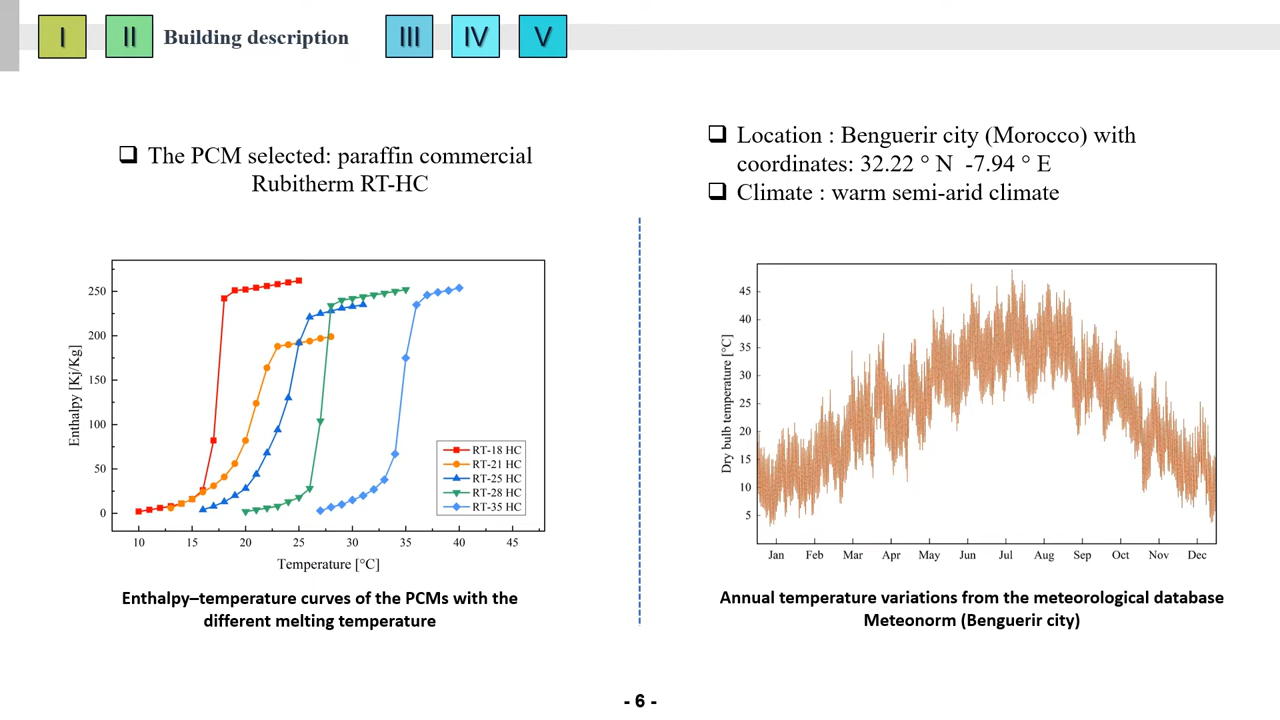 I
II
Building description
III
IV
V
❑ The PCM selected: paraffin commercial
Rubitherm RT-HC
❑ Location : Benguerir city (Morocco) with
coordinates: 32.22 ° N -7.94 ° E
❑ Climate : warm semi-arid climate
Enthalpy [Kj/Kg]
250
200
150
100
50
0
RT-18 HC
RT-21 HC
RT-25 HC
RT-28 HC
RT-35 HC
10 15 20 25 30 35 40 45
Temperature [°C]
Enthalpy–temperature curves of the PCMs with the
different melting temperature
Dry bulb temperature [°C]
45
40
35
30
25
20
15
10
5
Jan Feb Mar Apr May Jun Jul Aug Sep Oct Nov Dec
Annual temperature variations from the meteorological database
Meteonorm (Benguerir city)
- 6 -